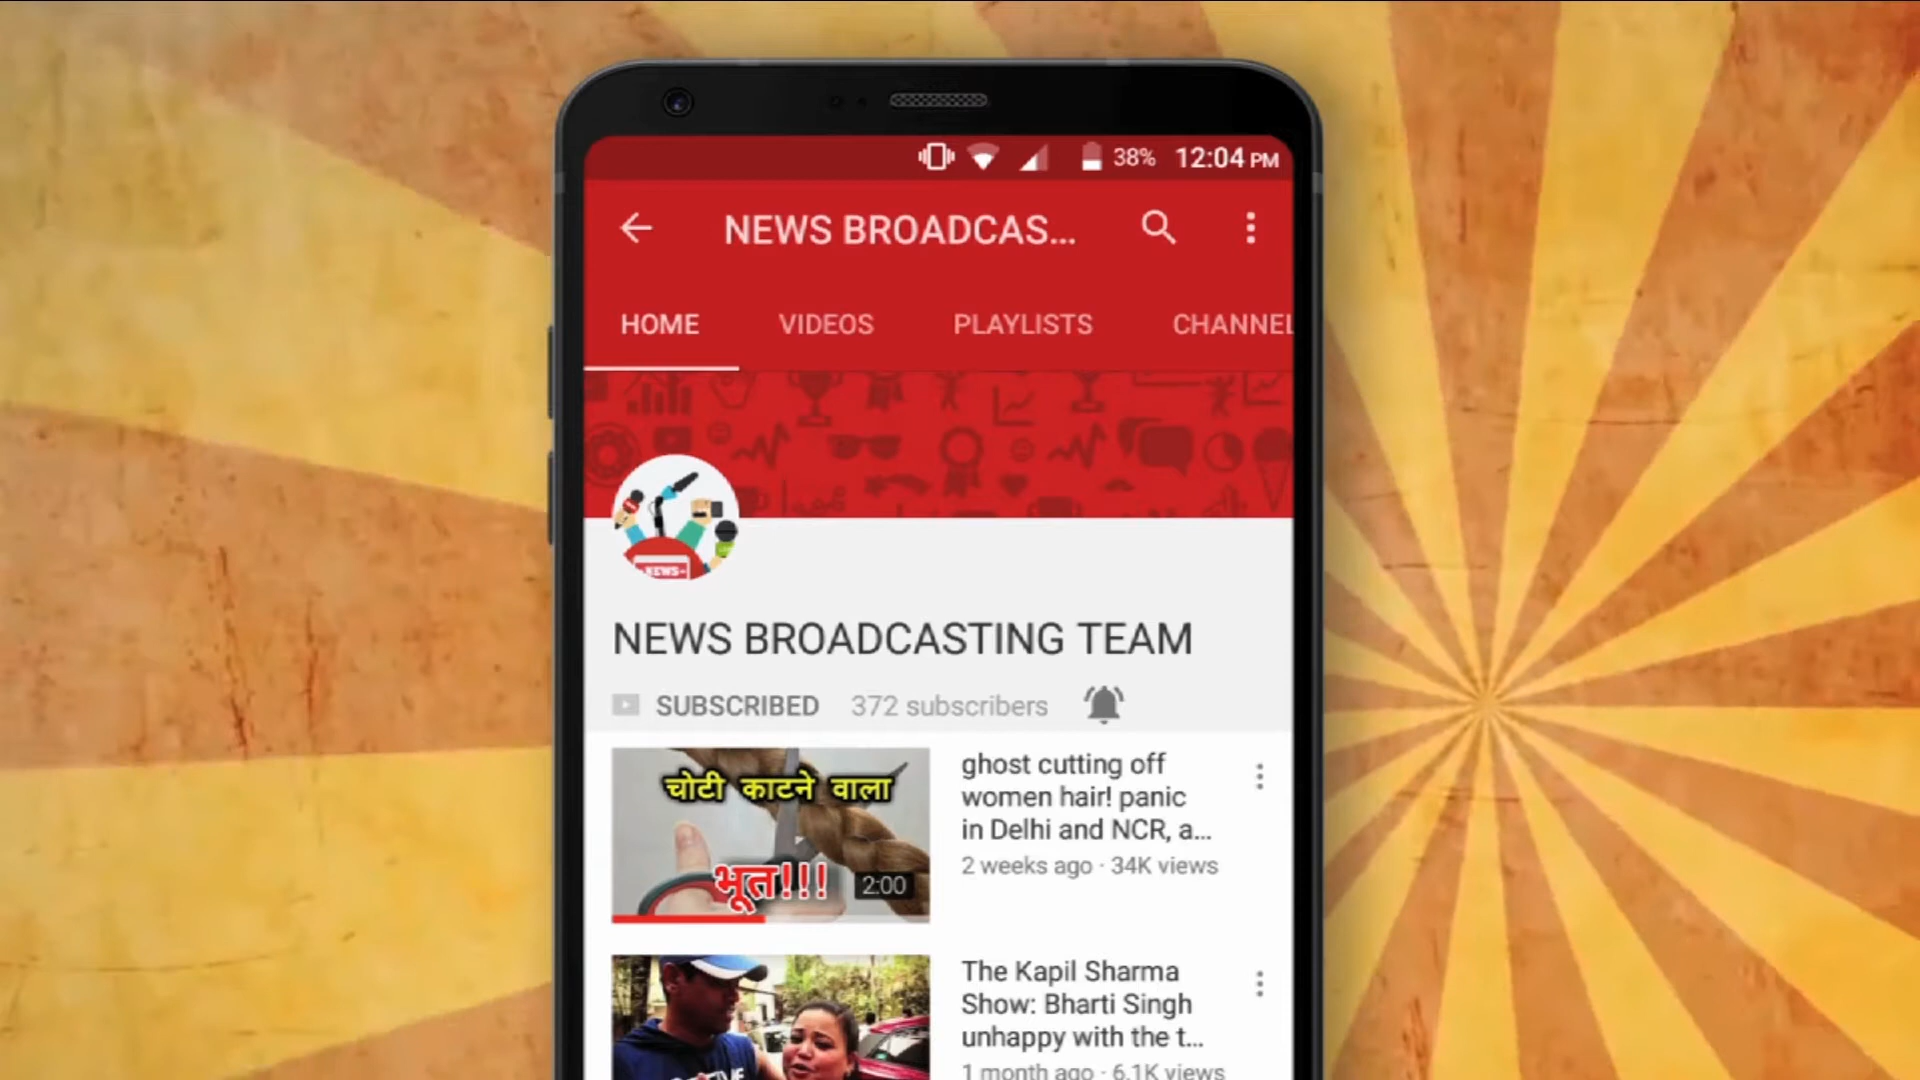 38% 12:04 PM
NEWS BROADCAS...
HOME VIDEOS PLAYLISTS CHANNEL
NEWS
NEWS BROADCASTING TEAM
SUBSCRIBED 372 subscribers
चोटी काटने वाला
भूत!!!
2:00
ghost cutting off
women hair! panic
in Delhi and NCR, a...
2 weeks ago · 34K views
The Kapil Sharma
Show: Bharti Singh
unhappy with the t...
1 month ago · 6.1K views